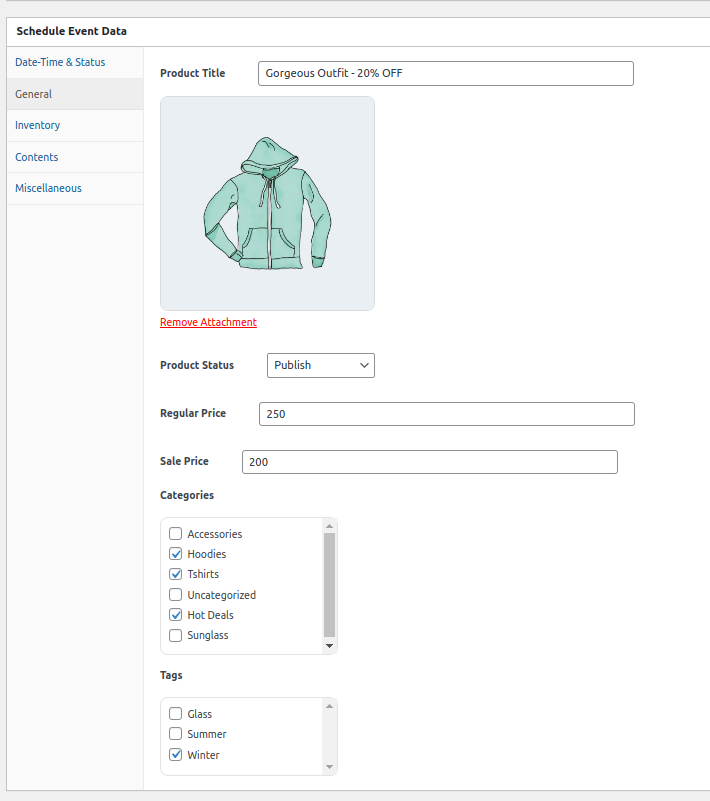 Schedule Event Data
Date-Time & Status
General
Inventory
Contents
Miscellaneous
Product Title
Gorgeous Outfit - 20% OFF
Remove Attachment
Product Status
Publish
Regular Price
250
Sale Price
200
Categories
Accessories
Hoodies
Tshirts
Uncategorized
Hot Deals
Sunglass
Tags
Glass
Summer
Winter